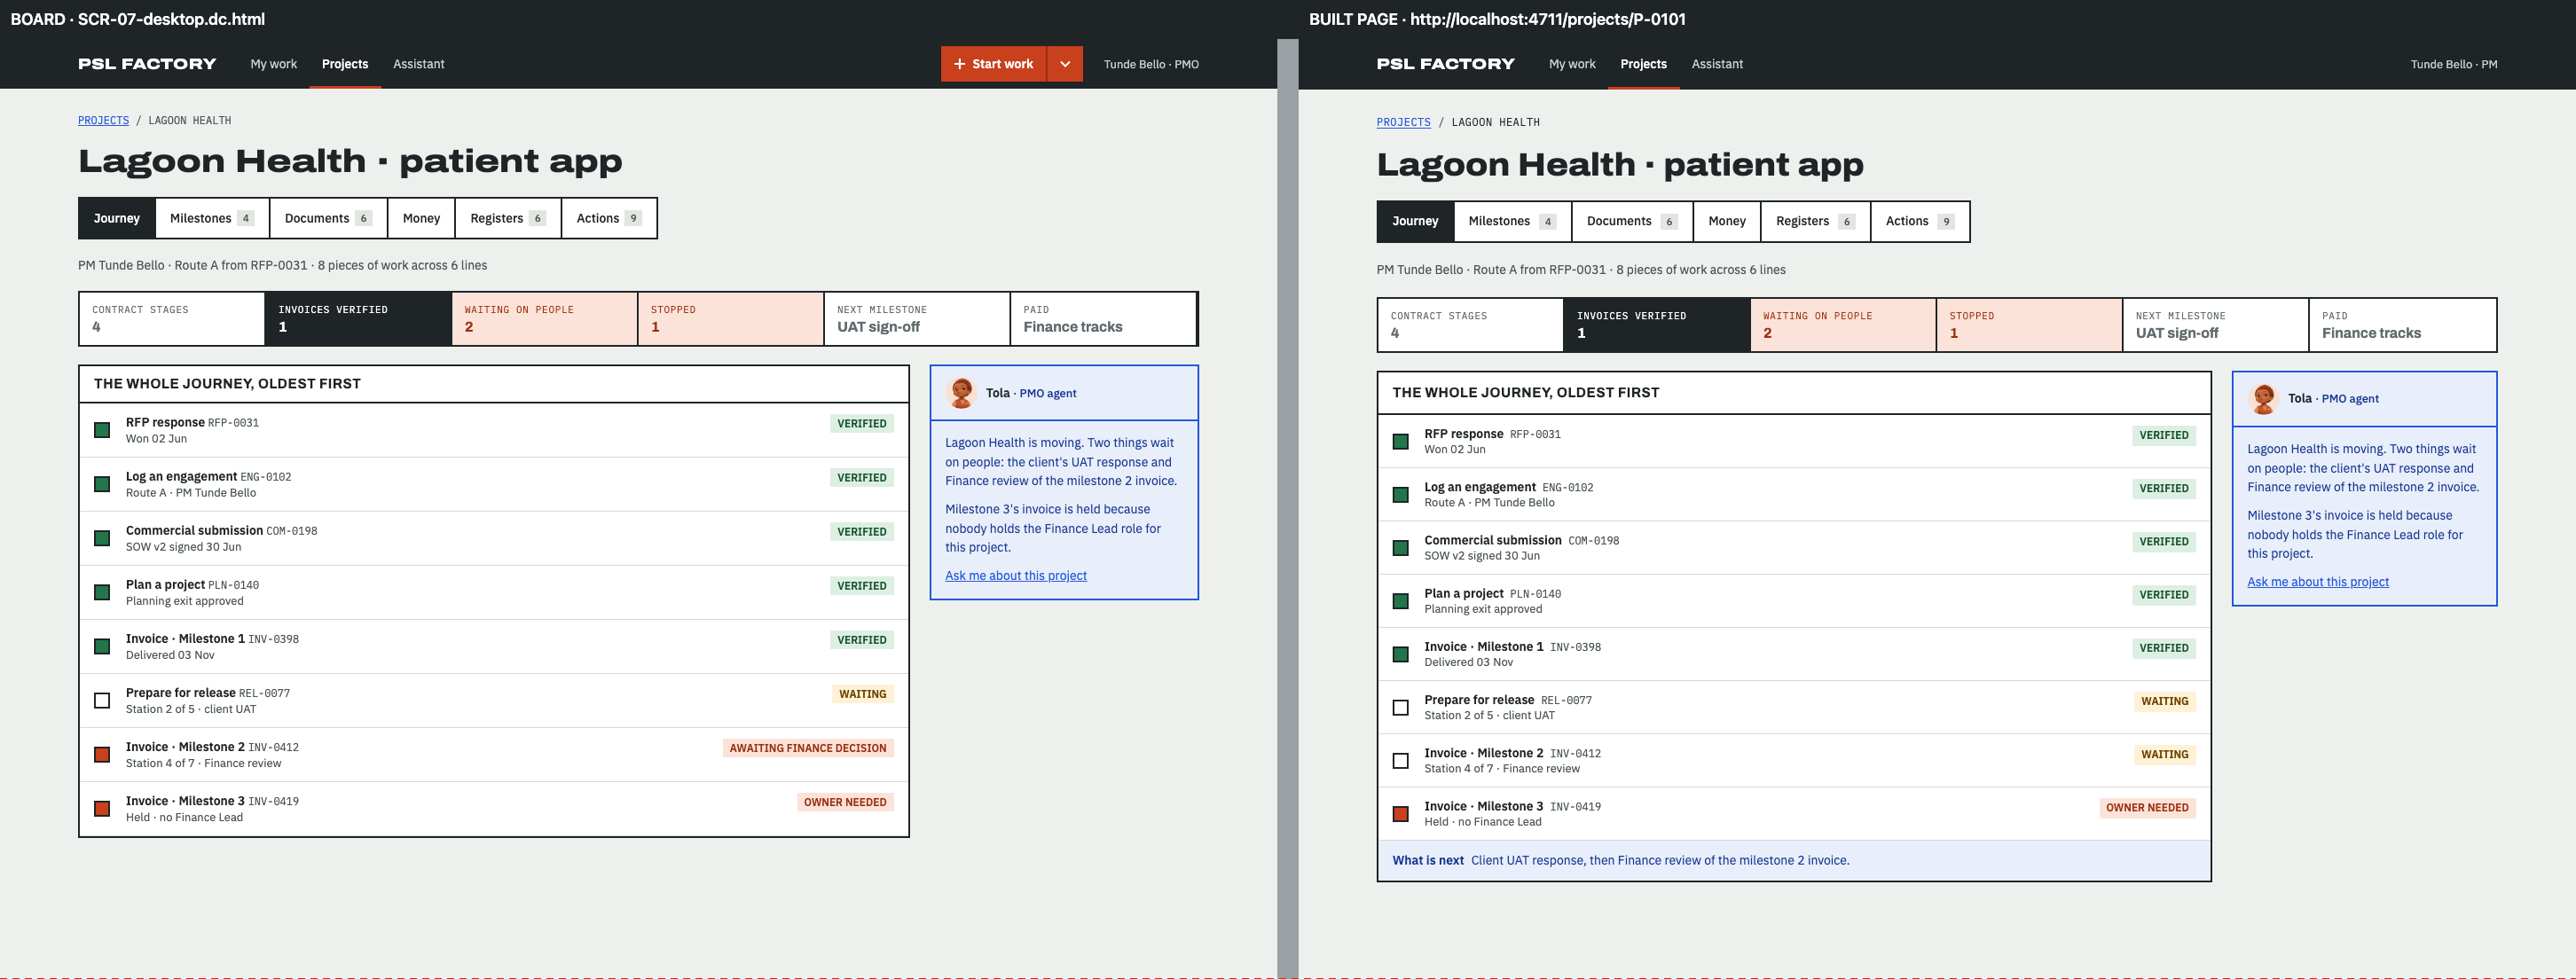 BOARD · SCR-07-desktop.dc.html
PSL FACTORY My work Projects Assistant + Start work Tunde Bello · PMO
PROJECTS / LAGOON HEALTH
Lagoon Health · patient app
Journey Milestones 4 Documents 6 Money Registers 6 Actions 9
PM Tunde Bello · Route A from RFP-0031 · 8 pieces of work across 6 lines
CONTRACT STAGES INVOICES VERIFIED WAITING ON PEOPLE STOPPED NEXT MILESTONE PAID
4 1 2 1 UAT sign-off Finance tracks
THE WHOLE JOURNEY, OLDEST FIRST
RFP response RFP-0031 VERIFIED
Won 02 Jun
Log an engagement ENG-0102 VERIFIED
Route A · PM Tunde Bello
Commercial submission COM-0198 VERIFIED
SOW v2 signed 30 Jun
Plan a project PLN-0140 VERIFIED
Planning exit approved
Invoice · Milestone 1 INV-0398 VERIFIED
Delivered 03 Nov
Prepare for release REL-0077 WAITING
Station 2 of 5 · client UAT
Invoice · Milestone 2 INV-0412 AWAITING FINANCE DECISION
Station 4 of 7 · Finance review
Invoice · Milestone 3 INV-0419 OWNER NEEDED
Held · no Finance Lead
Tola · PMO agent
Lagoon Health is moving. Two things wait
on people: the client's UAT response and
Finance review of the milestone 2 invoice.
Milestone 3's invoice is held because
nobody holds the Finance Lead role for
this project.
Ask me about this project
BUILT PAGE · http://localhost:4711/projects/P-0101
PSL FACTORY My work Projects Assistant Tunde Bello · PM
PROJECTS / LAGOON HEALTH
Lagoon Health · patient app
Journey Milestones 4 Documents 6 Money Registers 6 Actions 9
PM Tunde Bello · Route A from RFP-0031 · 8 pieces of work across 6 lines
CONTRACT STAGES INVOICES VERIFIED WAITING ON PEOPLE STOPPED NEXT MILESTONE PAID
4 1 2 1 UAT sign-off Finance tracks
THE WHOLE JOURNEY, OLDEST FIRST
RFP response RFP-0031 VERIFIED
Won 02 Jun
Log an engagement ENG-0102 VERIFIED
Route A · PM Tunde Bello
Commercial submission COM-0198 VERIFIED
SOW v2 signed 30 Jun
Plan a project PLN-0140 VERIFIED
Planning exit approved
Invoice · Milestone 1 INV-0398 VERIFIED
Delivered 03 Nov
Prepare for release REL-0077 WAITING
Station 2 of 5 · client UAT
Invoice · Milestone 2 INV-0412 WAITING
Station 4 of 7 · Finance review
Invoice · Milestone 3 INV-0419 OWNER NEEDED
Held · no Finance Lead
What is next Client UAT response, then Finance review of the milestone 2 invoice.
Tola · PMO agent
Lagoon Health is moving. Two things wait
on people: the client's UAT response and
Finance review of the milestone 2 invoice.
Milestone 3's invoice is held because
nobody holds the Finance Lead role for
this project.
Ask me about this project